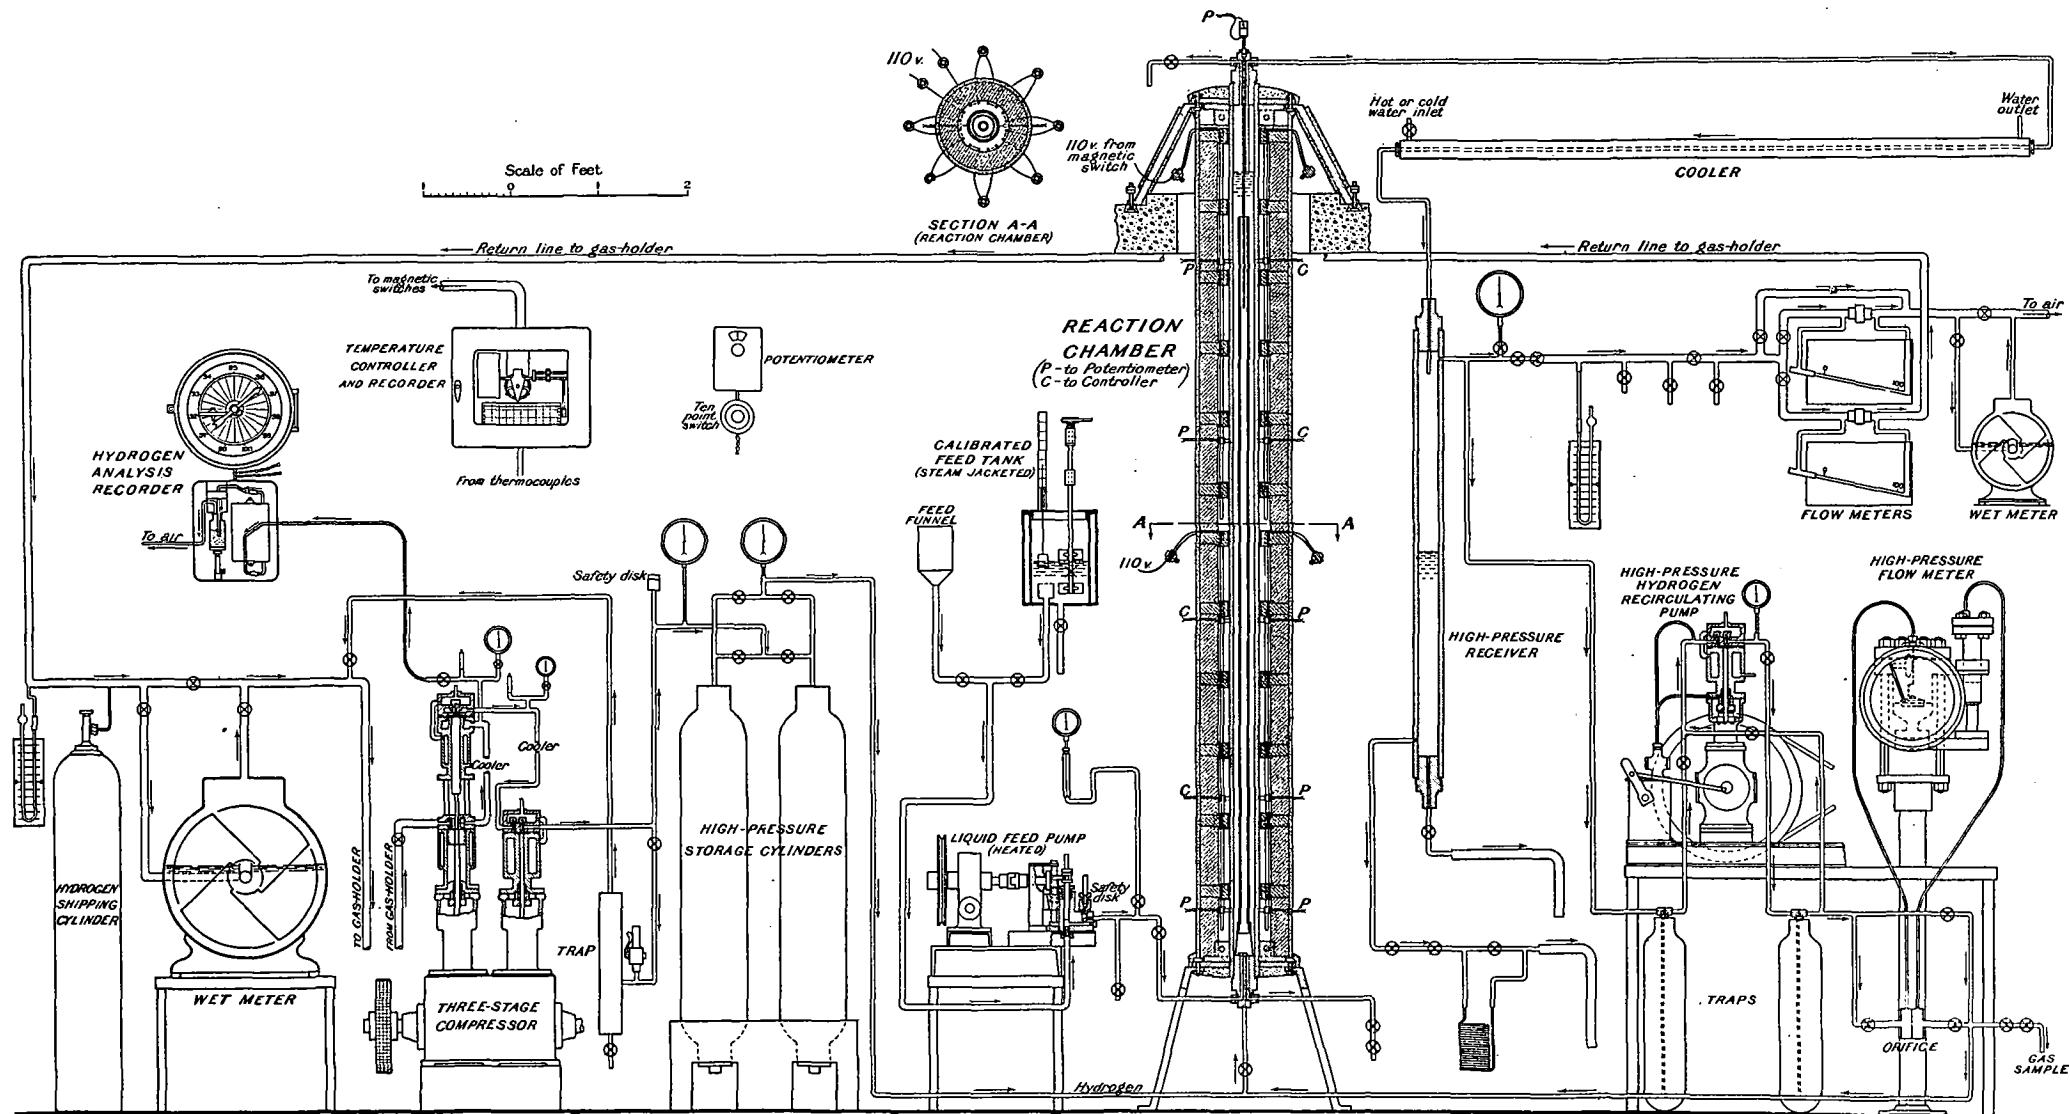 P
110 v.
Hot or cold
water inlet
Water
outlet
110 v. from
magnetic
switch
COOLER
Scale of Feet
1
0
2
SECTION A-A
(REACTION CHAMBER)
Return line to gas-holder
Return line to gas-holder
To magnetic
switches
P
C
To air
REACTION
CHAMBER
(P-to Potentiometer)
(C-to Controller)
TEMPERATURE
CONTROLLER
AND RECORDER
POTENTIOMETER
Ten
point
switch
From thermocouples
HYDROGEN
ANALYSIS
RECORDER
To air
CALIBRATED
FEED TANK
(STEAM JACKETED)
P
C
FEED
FUNNEL
A
A
110 v.
FLOW METERS
WET METER
Safety disk
HIGH-PRESSURE
HYDROGEN
RECIRCULATING
PUMP
HIGH-PRESSURE
FLOW METER
C
P
HIGH-PRESSURE
RECEIVER
Cooler
Cooler
C
P
HIGH-PRESSURE
STORAGE CYLINDERS
LIQUID FEED PUMP
(HEATED)
Safety
disk
HYDROGEN
SHIPPING
CYLINDER
TO GAS-HOLDER
FROM GAS-HOLDER
P
P
TRAP
WET METER
THREE-STAGE
COMPRESSOR
TRAPS
ORIFICE
GAS
SAMPLE
Hydrogen